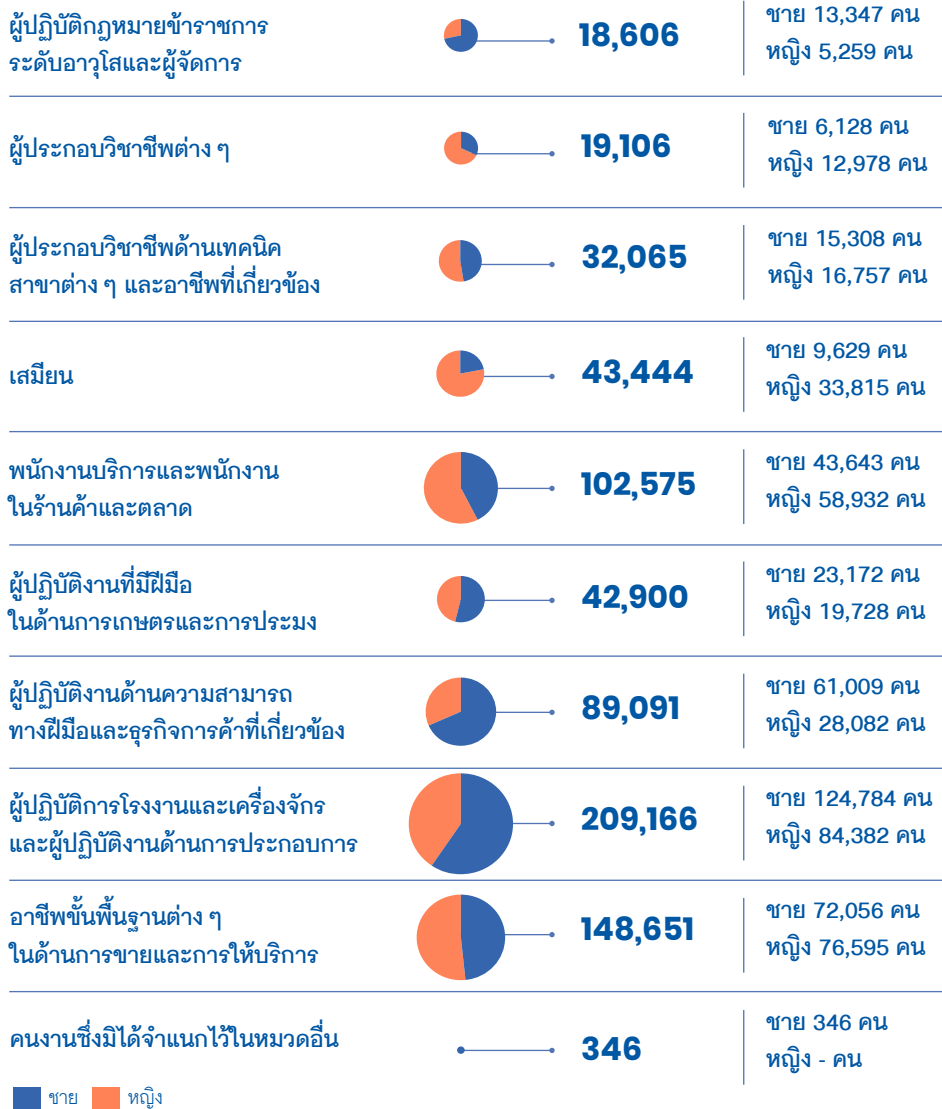 ผู้ปฏิบัติกฎหมายข้าราชการ
ระดับอาวุโสและผู้จัดการ
18,606
ชาย 13,347 คน
หญิง 5,259 คน
ผู้ประกอบวิชาชีพต่าง ๆ
19,106
ชาย 6,128 คน
หญิง 12,978 คน
ผู้ประกอบวิชาชีพด้านเทคนิค
สาขาต่าง ๆ และอาชีพที่เกี่ยวข้อง
32,065
ชาย 15,308 คน
หญิง 16,757 คน
เสมียน
43,444
ชาย 9,629 คน
หญิง 33,815 คน
พนักงานบริการและพนักงาน
ในร้านค้าและตลาด
102,575
ชาย 43,643 คน
หญิง 58,932 คน
ผู้ปฏิบัติงานที่มีฝีมือ
ในด้านการเกษตรและการประมง
42,900
ชาย 23,172 คน
หญิง 19,728 คน
ผู้ปฏิบัติงานด้านความสามารถ
ทางฝีมือและธุรกิจการค้าที่เกี่ยวข้อง
89,091
ชาย 61,009 คน
หญิง 28,082 คน
ผู้ปฏิบัติการโรงงานและเครื่องจักร
และผู้ปฏิบัติงานด้านการประกอบการ
209,166
ชาย 124,784 คน
หญิง 84,382 คน
อาชีพขั้นพื้นฐานต่าง ๆ
ในด้านการขายและการให้บริการ
148,651
ชาย 72,056 คน
หญิง 76,595 คน
คนงานซึ่งมิได้จำแนกไว้ในหมวดอื่น
346
ชาย 346 คน
หญิง - คน
ชาย หญิง